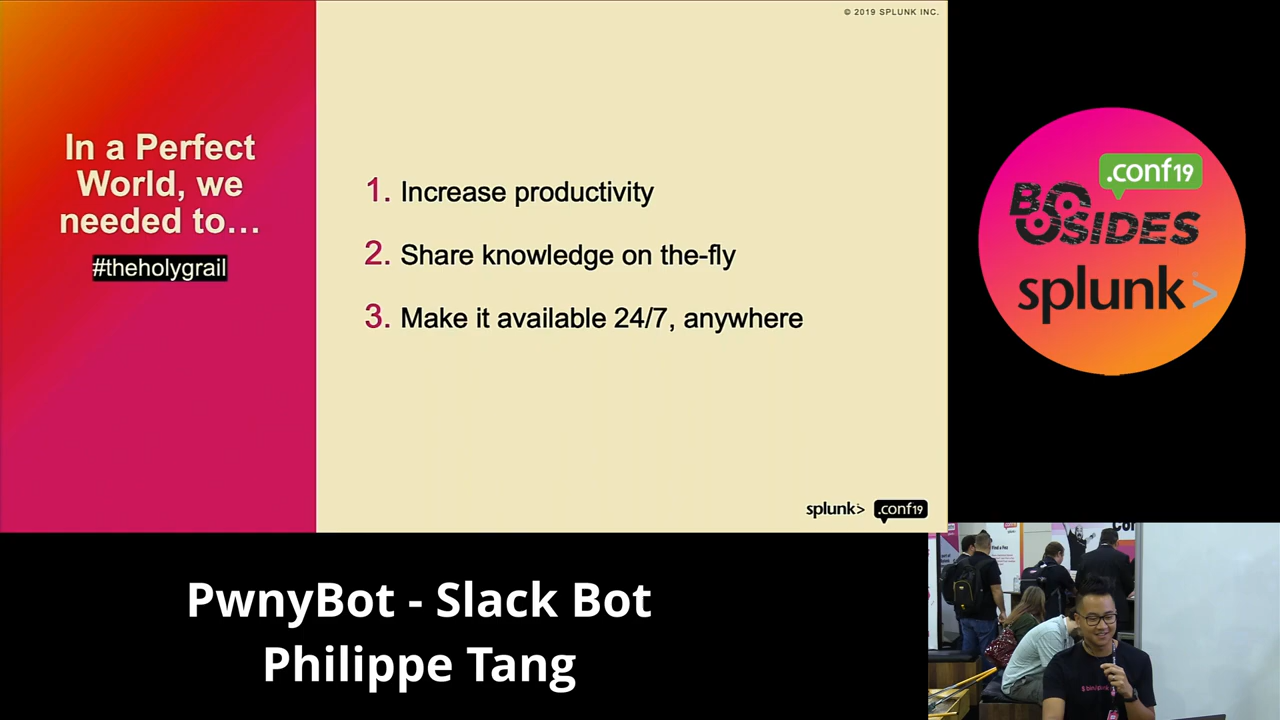 © 2019 SPLUNK INC.
In a Perfect
World, we
needed to…
#theholygrail
1. Increase productivity
2. Share knowledge on the-fly
3. Make it available 24/7, anywhere
splunk> .conf19
.conf19
BOSSIDES
splunk>
PwnyBot - Slack Bot
Philippe Tang